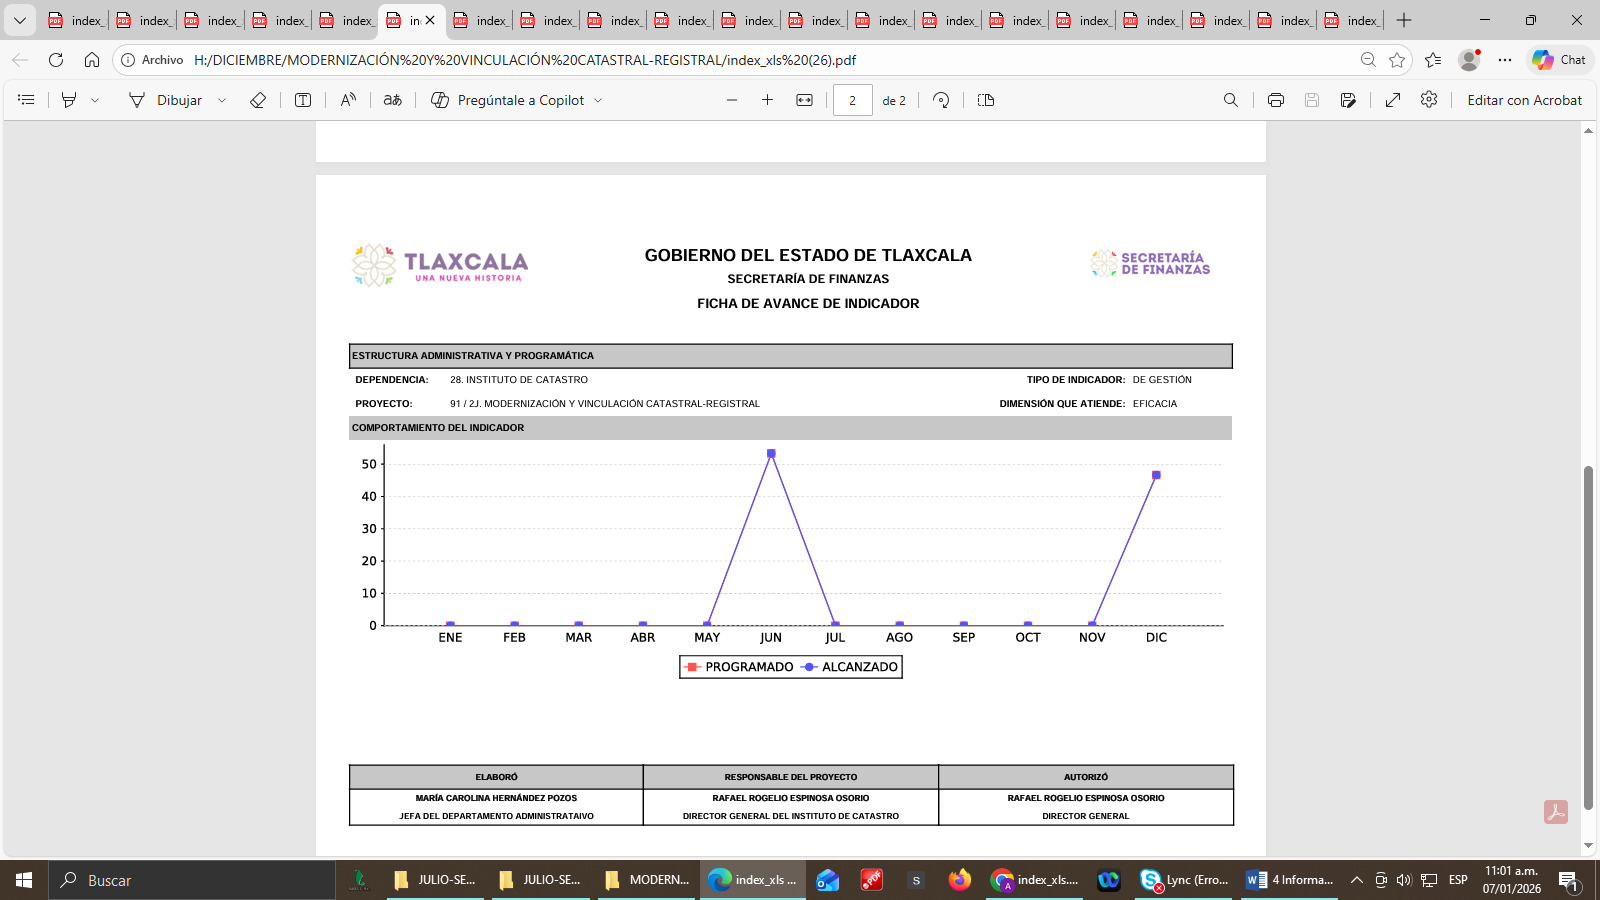 index_ index_ index_ index_ index_ in index_ index_ index_ index_ index_ index_ index_ index_ index_ index_ index_ index_ index_ index_
Archivo H:/DICIEMBRE/MODERNIZACIÓN%20Y%20VINCULACIÓN%20CATASTRAL-REGISTRAL/index_xls%20(26).pdf Chat
Dibujar Pregúntale a Copilot 2 de 2 Editar con Acrobat
TLAXCALA
UNA NUEVA HISTORIA
GOBIERNO DEL ESTADO DE TLAXCALA
SECRETARÍA DE FINANZAS
FICHA DE AVANCE DE INDICADOR
SECRETARÍA
DE FINANZAS
ESTRUCTURA ADMINISTRATIVA Y PROGRAMÁTICA
DEPENDENCIA: 28. INSTITUTO DE CATASTRO TIPO DE INDICADOR: DE GESTIÓN
PROYECTO: 91 / 2J. MODERNIZACIÓN Y VINCULACIÓN CATASTRAL-REGISTRAL DIMENSIÓN QUE ATIENDE: EFICACIA
COMPORTAMIENTO DEL INDICADOR
50
40
30
20
10
0
ENE FEB MAR ABR MAY JUN JUL AGO SEP OCT NOV DIC
PROGRAMADO ALCANZADO
ELABORÓ RESPONSABLE DEL PROYECTO AUTORIZÓ
MARÍA CAROLINA HERNÁNDEZ POZOS RAFAEL ROGELIO ESPINOSA OSORIO RAFAEL ROGELIO ESPINOSA OSORIO
JEFA DEL DEPARTAMENTO ADMINISTRATAIVO DIRECTOR GENERAL DEL INSTITUTO DE CATASTRO DIRECTOR GENERAL
Buscar JULIO-SE... JULIO-SE... MODERN... index_xls ... index_xls.... Lync (Erro... 4 Informa... ESP 11:01 a.m.
07/01/2026
1